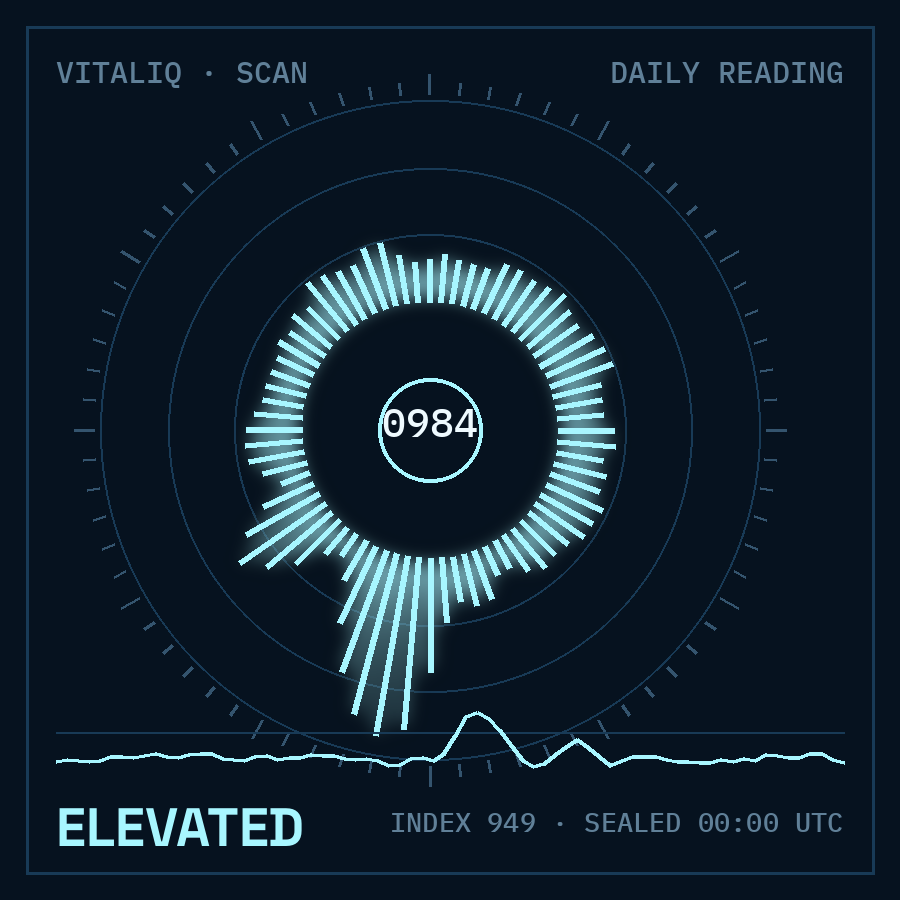 VITALIQ · SCAN
DAILY READING
0984
ELEVATED
INDEX 949 · SEALED 00:00 UTC